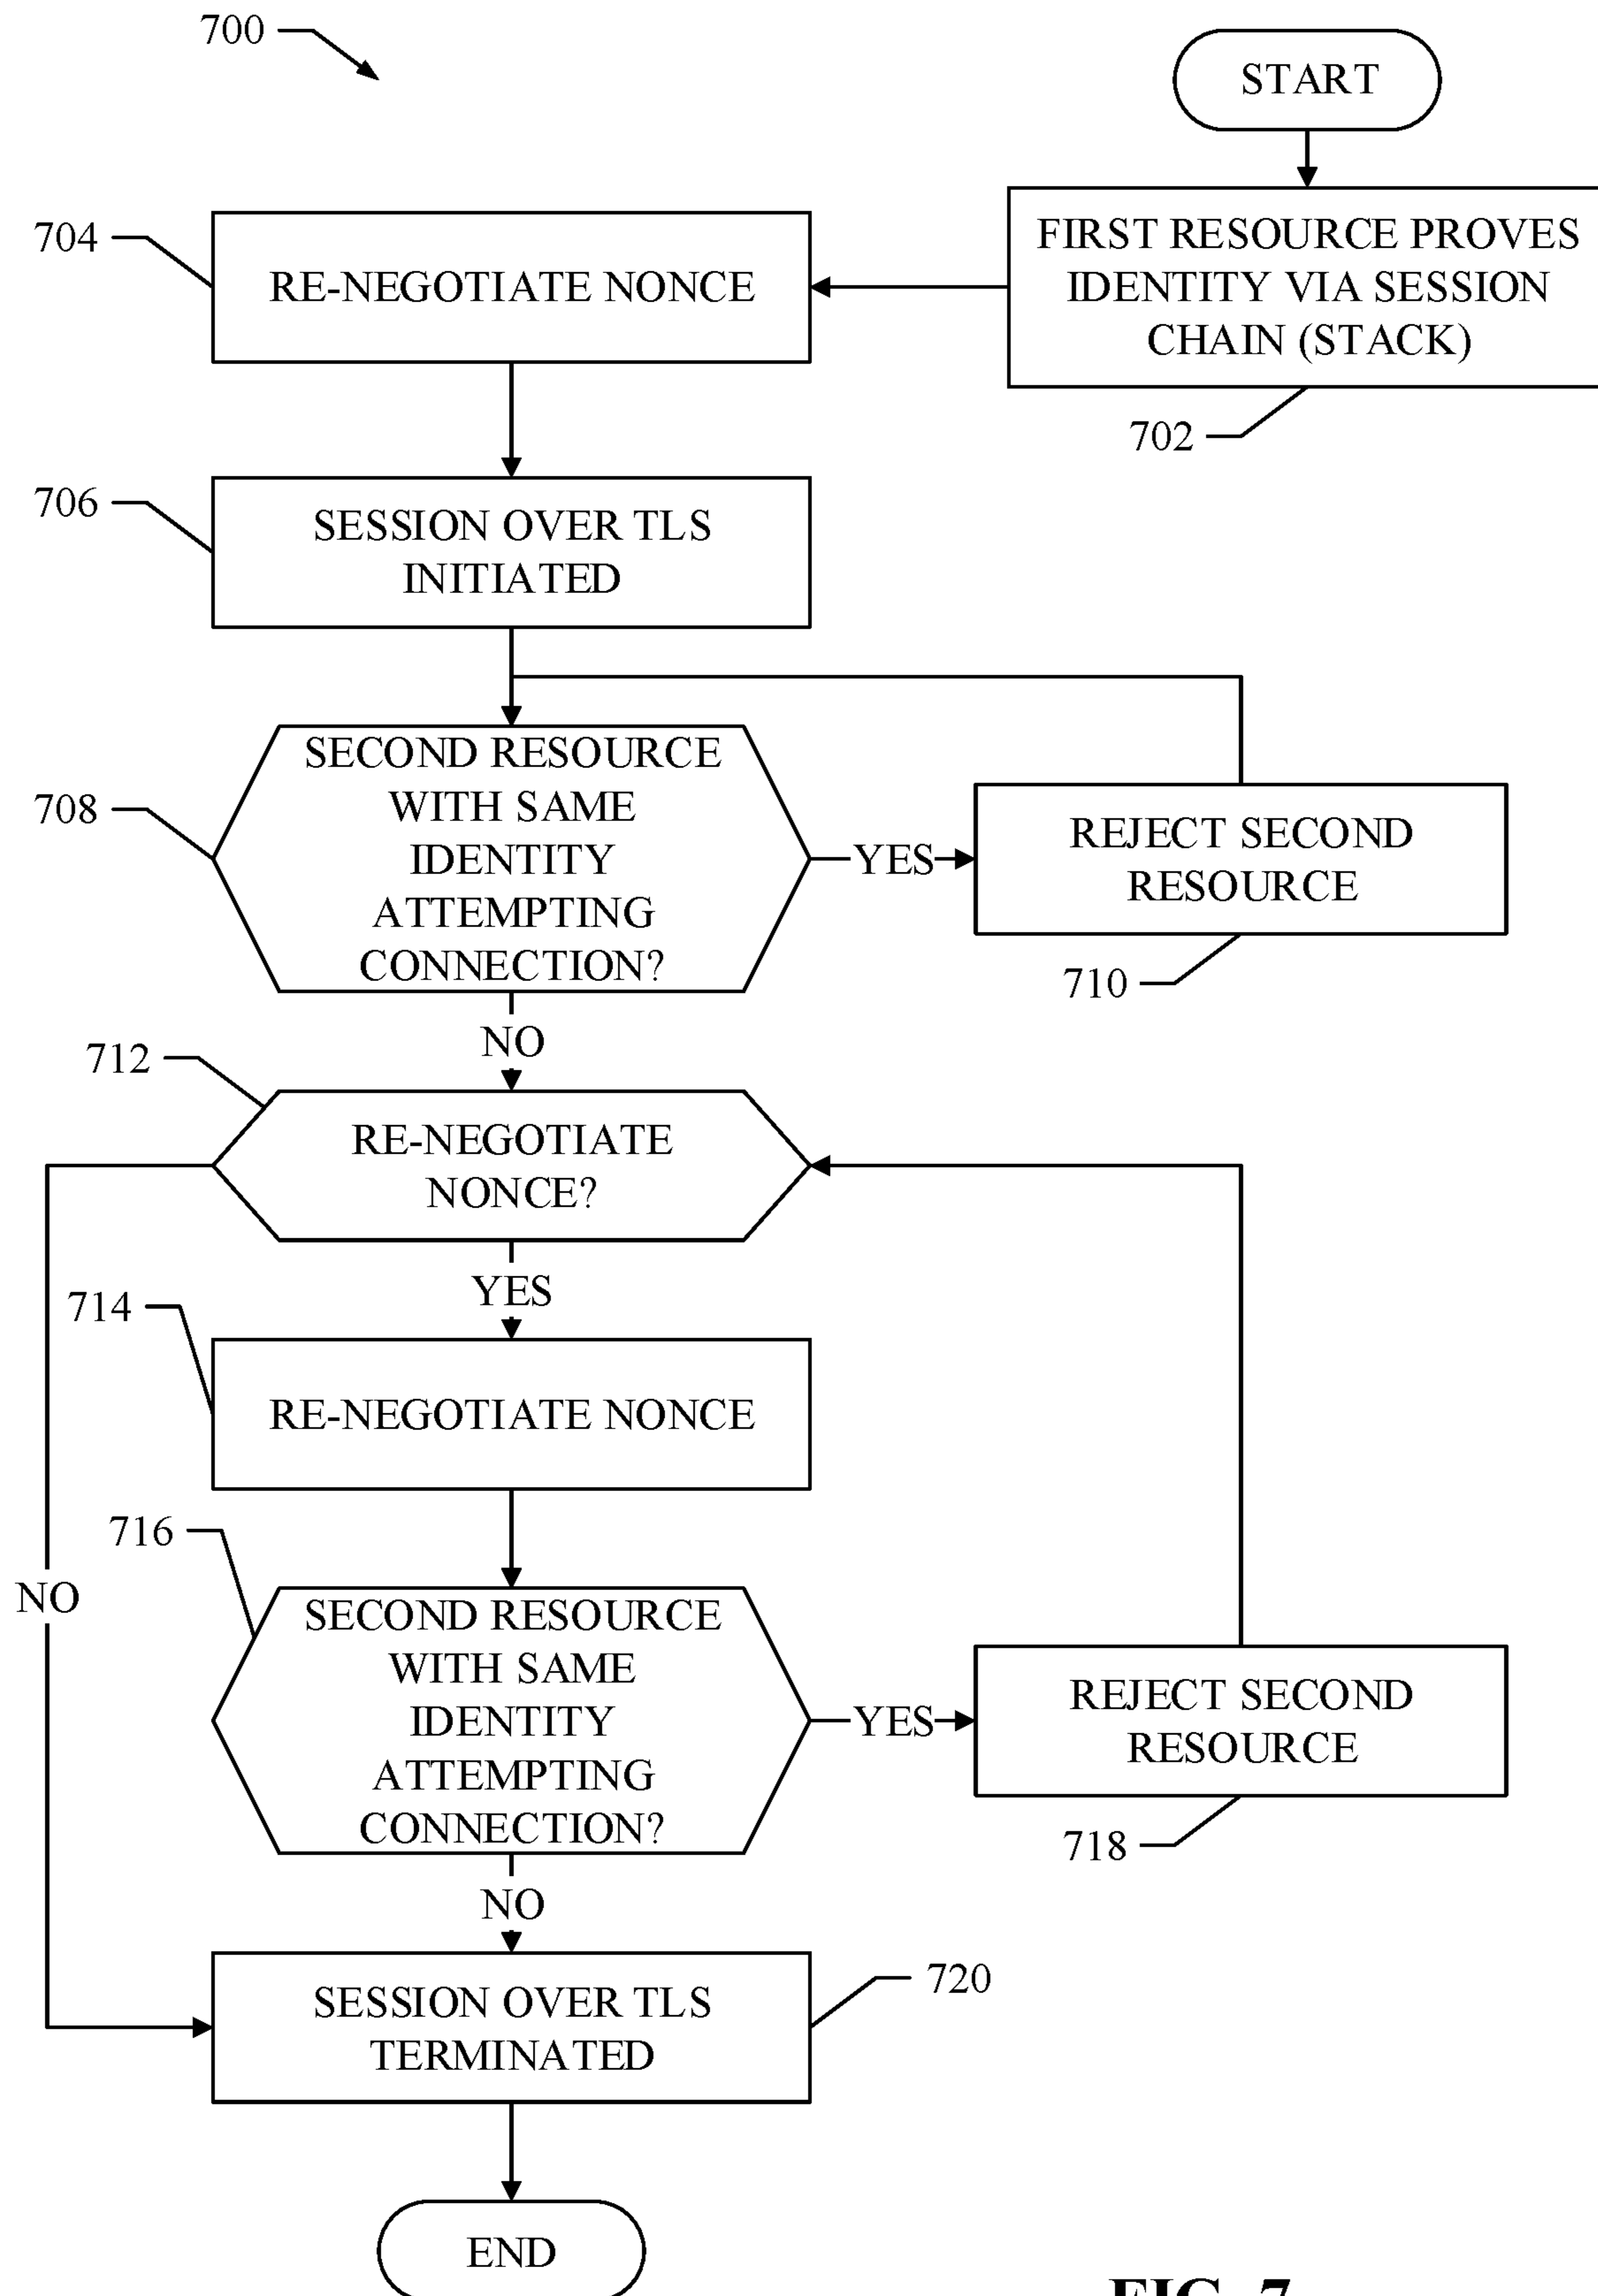 700
START
FIRST RESOURCE PROVES
IDENTITY VIA SESSION
CHAIN (STACK)
702
704
RE-NEGOTIATE NONCE
706
SESSION OVER TLS
INITIATED
708
SECOND RESOURCE
WITH SAME
IDENTITY
ATTEMPTING
CONNECTION?
YES
REJECT SECOND
RESOURCE
710
NO
712
RE-NEGOTIATE
NONCE?
YES
714
RE-NEGOTIATE NONCE
716
NO
SECOND RESOURCE
WITH SAME
IDENTITY
ATTEMPTING
CONNECTION?
YES
REJECT SECOND
RESOURCE
718
NO
SESSION OVER TLS
TERMINATED
720
END
FIG. 7